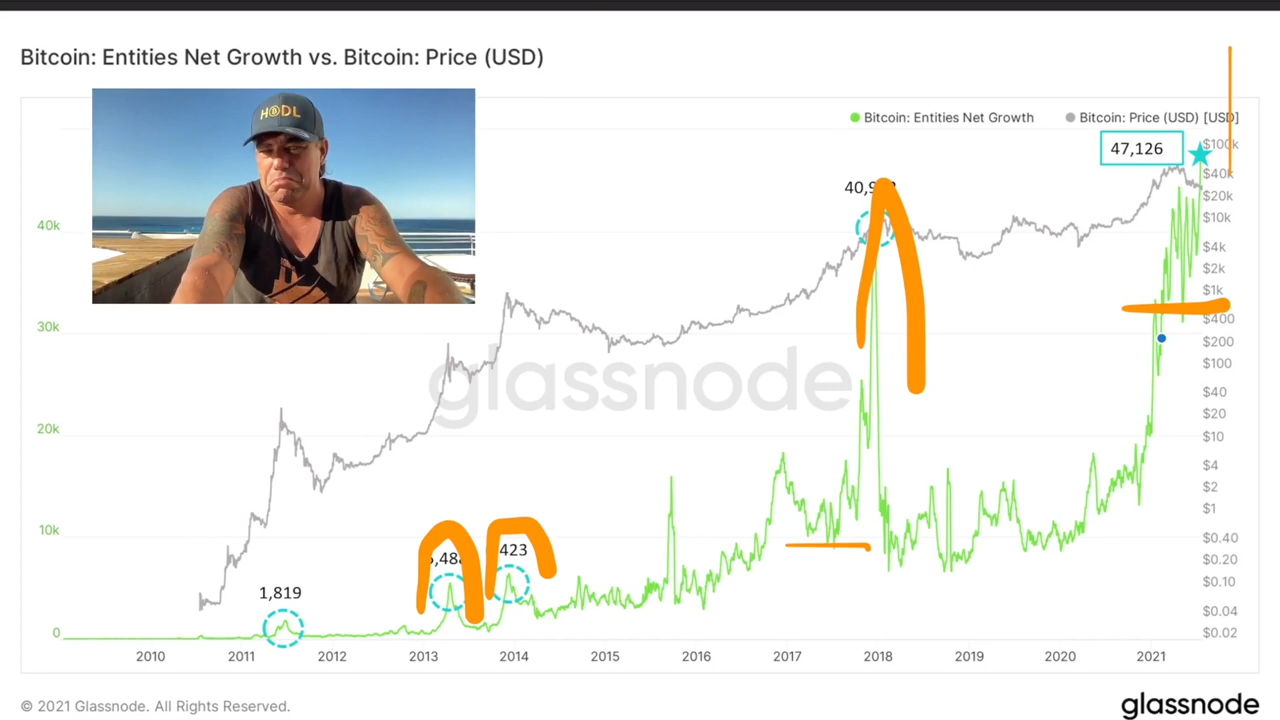 Bitcoin: Entities Net Growth vs. Bitcoin: Price (USD)
HODL
Bitcoin: Entities Net Growth
Bitcoin: Price (USD) [USD]
47,126
1,819
423
40k
30k
20k
10k
0
$100k
$40k
$20k
$10k
$4k
$2k
$1k
$400
$200
$100
$40
$20
$10
$4
$2
$1
$0.40
$0.20
$0.10
$0.04
$0.02
glassnode
2010 2011 2012 2013 2014 2015 2016 2017 2018 2019 2020 2021
© 2021 Glassnode. All Rights Reserved.
glassnode